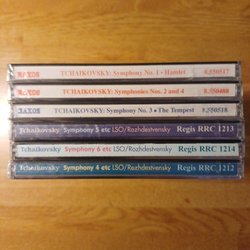 NAXOS TCHAIKOVSKY: Symphony No. 1 • Hamlet 8.550517
NAXOS TCHAIKOVSKY: Symphonies Nos. 2 and 4 8.550488
NAXOS TCHAIKOVSKY: Symphony No. 3 • The Tempest 8.550518
Tchaikovsky Symphony 5 etc LSO/Rozhdestvensky Regis RRC 1213
Tchaikovsky Symphony 6 etc LSO/Rozhdestvensky Regis RRC 1214
Tchaikovsky Symphony 4 etc LSO/Rozhdestvensky Regis RRC 1212